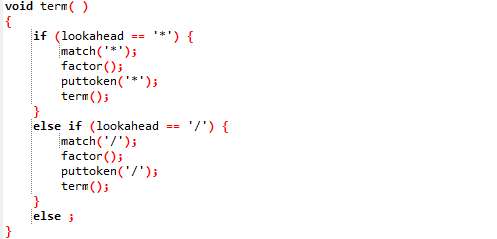 void term( )
{
    if (lookahead == '*') {
        match('*');
        factor();
        puttoken('*');
        term();
    }
    else if (lookahead == '/') {
        match('/');
        factor();
        puttoken('/');
        term();
    }
    else ;
}